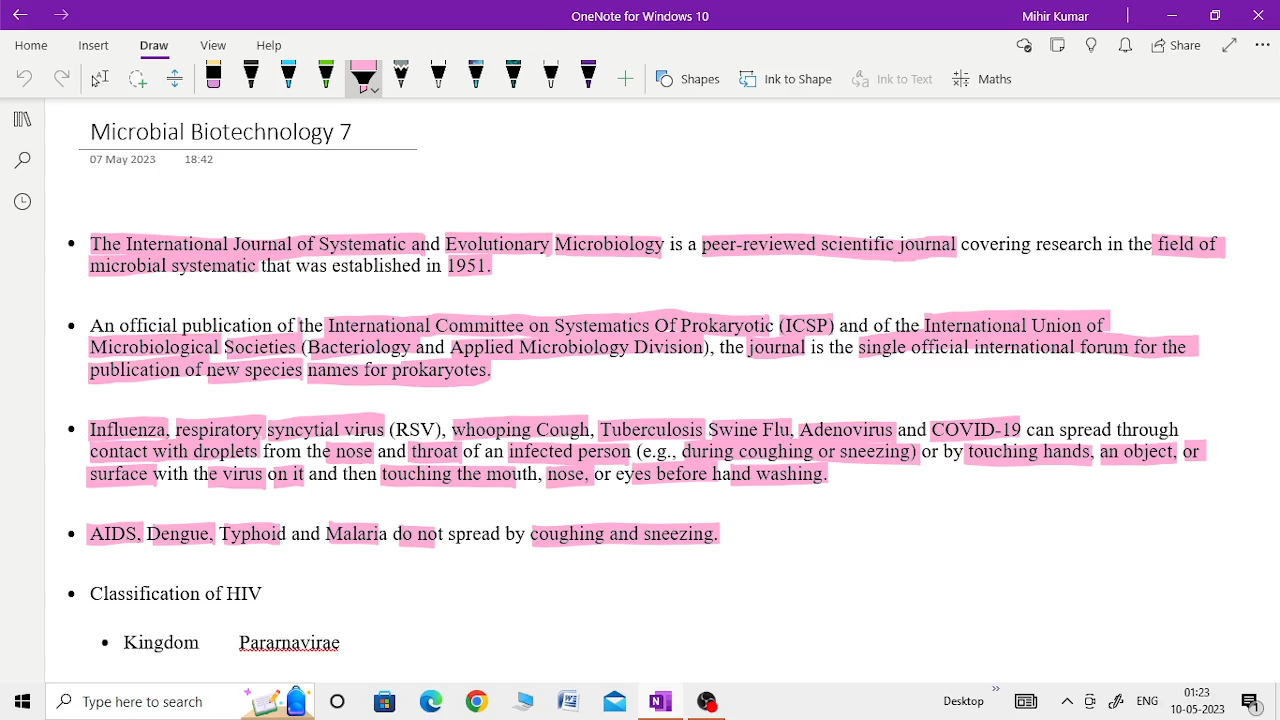 OneNote for Windows 10
Mihir Kumar
Home Insert Draw View Help
Share
Shapes Ink to Shape Ink to Text Maths
Microbial Biotechnology 7
07 May 2023 18:42
• The International Journal of Systematic and Evolutionary Microbiology is a peer-reviewed scientific journal covering research in the field of
microbial systematic that was established in 1951.
• An official publication of the International Committee on Systematics Of Prokaryotic (ICSP) and of the International Union of
Microbiological Societies (Bacteriology and Applied Microbiology Division), the journal is the single official international forum for the
publication of new species names for prokaryotes.
• Influenza, respiratory syncytial virus (RSV), whooping Cough, Tuberculosis Swine Flu, Adenovirus and COVID-19 can spread through
contact with droplets from the nose and throat of an infected person (e.g., during coughing or sneezing) or by touching hands, an object, or
surface with the virus on it and then touching the mouth, nose, or eyes before hand washing.
• AIDS, Dengue, Typhoid and Malaria do not spread by coughing and sneezing.
• Classification of HIV
• Kingdom Pararnavirae
Type here to search
Desktop
ENG
01:23
10-05-2023
1